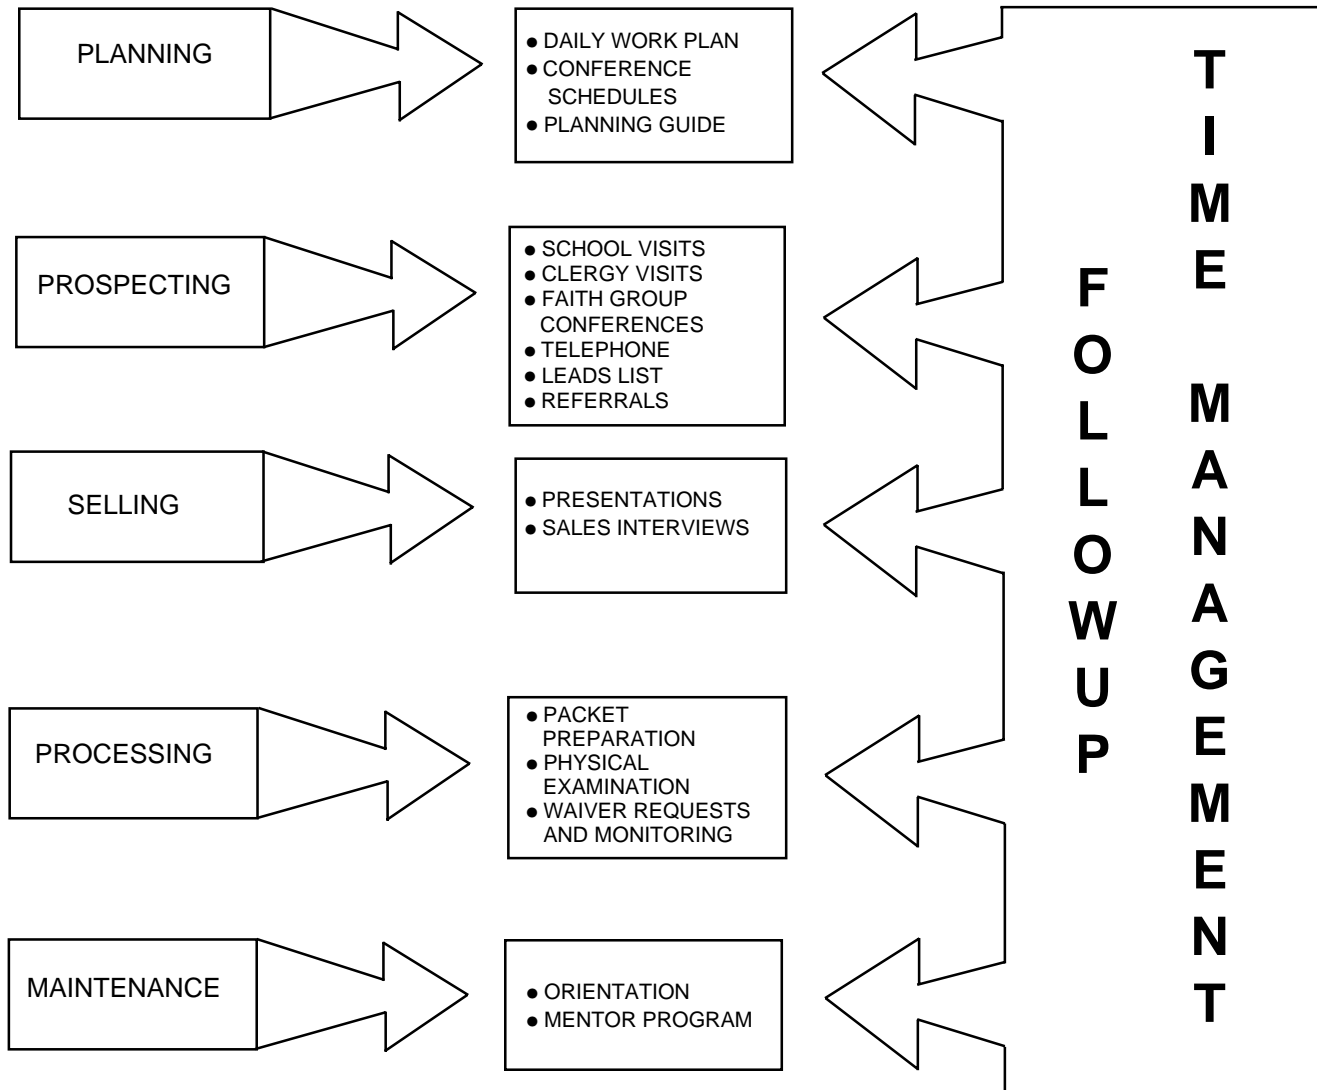 PLANNING
● DAILY WORK PLAN
● CONFERENCE
SCHEDULES
● PLANNING GUIDE
PROSPECTING
● SCHOOL VISITS
● CLERGY VISITS
● FAITH GROUP
CONFERENCES
● TELEPHONE
● LEADS LIST
● REFERRALS
SELLING
● PRESENTATIONS
● SALES INTERVIEWS
PROCESSING
● PACKET
PREPARATION
● PHYSICAL
EXAMINATION
● WAIVER REQUESTS
AND MONITORING
MAINTENANCE
● ORIENTATION
● MENTOR PROGRAM
FOLLOWUP
TIME MANAGEMENT